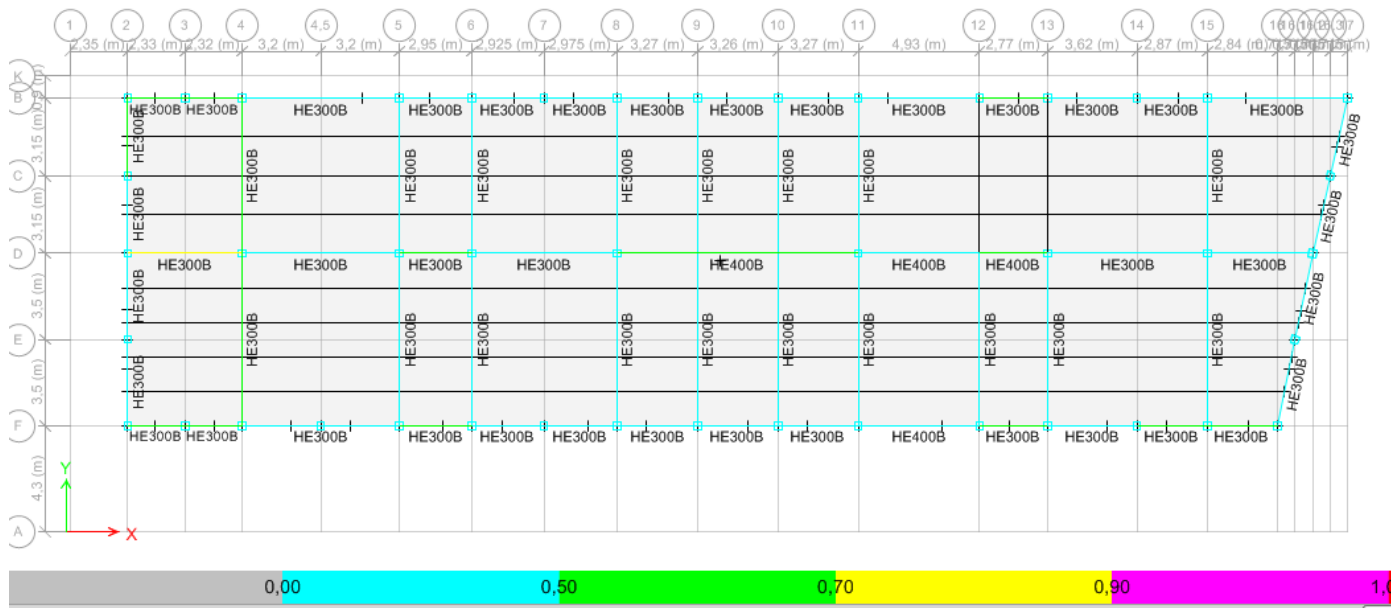 1 2 3 4 4,5 5 6 7 8 9 10 11 12 13 14 15 17
2,35 (m) 2,33 (m) 2,32 (m) 3,2 (m) 3,2 (m) 2,95 (m) 2,925 (m) 2,975 (m) 3,27 (m) 3,26 (m) 3,27 (m) 4,93 (m) 2,77 (m) 3,62 (m) 2,87 (m) 2,84 (m)
K
B
HE300B HE300B HE300B HE300B HE300B HE300B HE300B HE300B HE300B HE300B HE300B HE300B HE300B HE300B
3,15 (m)
HE300B HE300B HE300B HE300B HE300B HE300B HE300B HE300B HE300B HE300B
C
3,15 (m)
HE300B HE300B
D
HE300B HE300B HE300B HE300B HE400B HE400B HE400B HE300B HE300B
3,5 (m)
HE300B HE300B
E
HE300B HE300B HE300B HE300B HE300B HE300B HE300B HE300B HE300B HE300B
3,5 (m)
HE300B HE300B
F
HE300B HE300B HE300B HE300B HE300B HE300B HE300B HE300B HE300B HE400B HE300B HE300B HE300B HE300B
4,3 (m)
Y
A
X
0,00 0,50 0,70 0,90